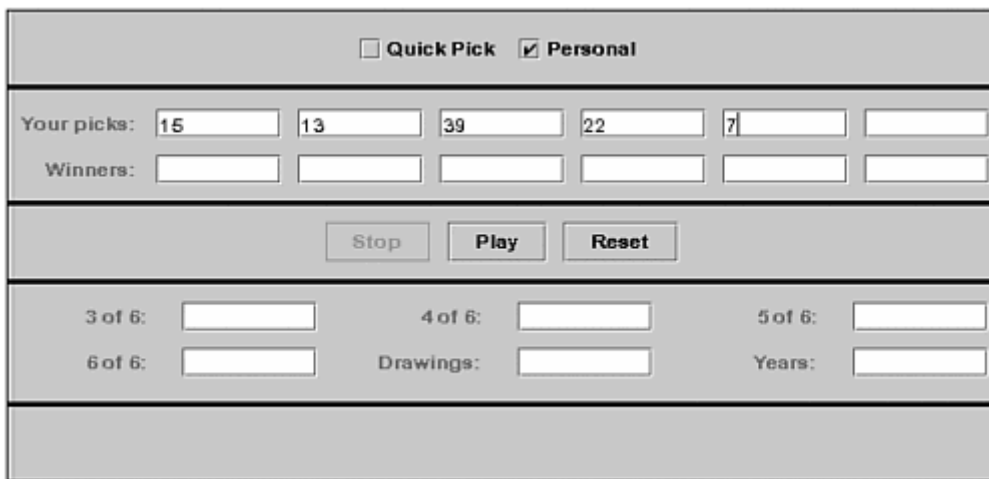 Quick Pick Personal
Your picks: 15 13 39 22 7
Winners:
Stop Play Reset
3 of 6: 4 of 6: 5 of 6:
6 of 6: Drawings: Years: